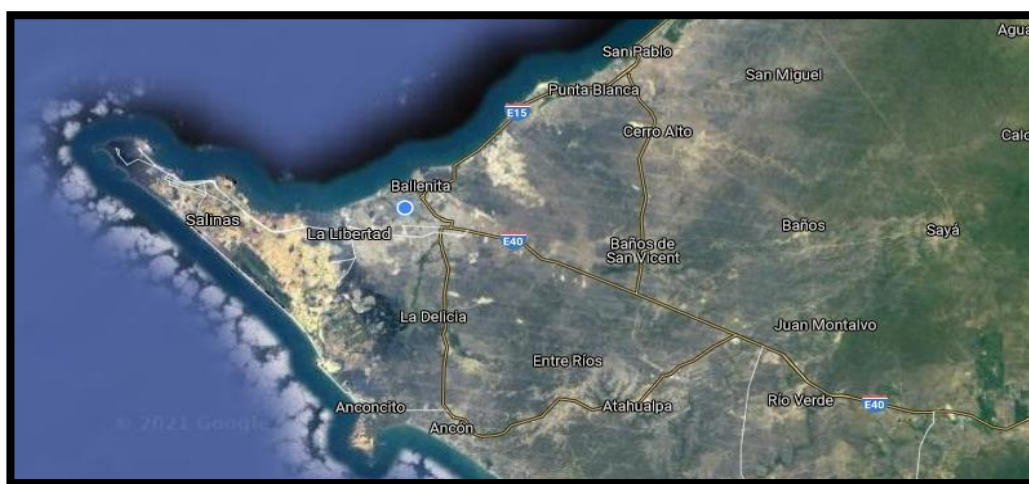 Agua
San Pablo
San Miguel
Punta Blanca
E15
Cerro Alto
Calc
Ballenita
Salinas
La Libertad
E40
Baños de
San Vicent
Baños
Sayá
La Delicia
Juan Montalvo
Entre Ríos
Anconcito
Ancón
Atahualpa
Río Verde
E40
© 2021 Google